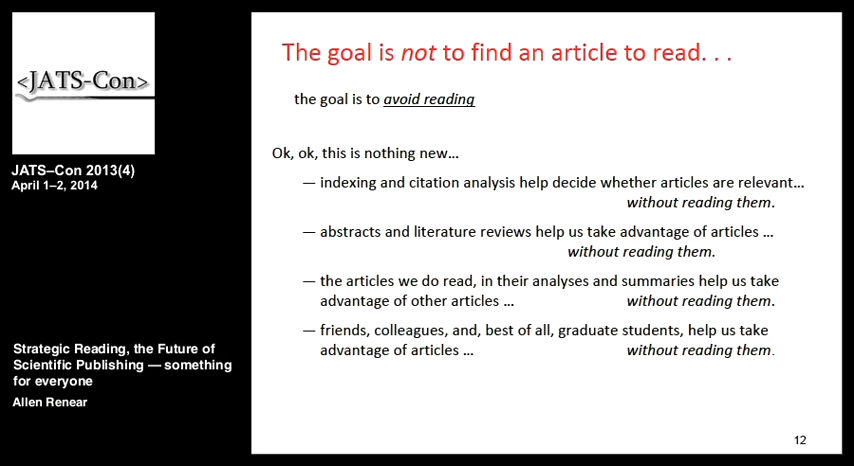 <JATS-Con>
JATS–Con 2013(4)
April 1–2, 2014
Strategic Reading, the Future of
Scientific Publishing — something
for everyone
Allen Renear
The goal is not to find an article to read. . .
the goal is to avoid reading
Ok, ok, this is nothing new…
— indexing and citation analysis help decide whether articles are relevant…
without reading them.
— abstracts and literature reviews help us take advantage of articles …
without reading them.
— the articles we do read, in their analyses and summaries help us take
advantage of other articles … without reading them.
— friends, colleagues, and, best of all, graduate students, help us take
advantage of articles … without reading them.
12